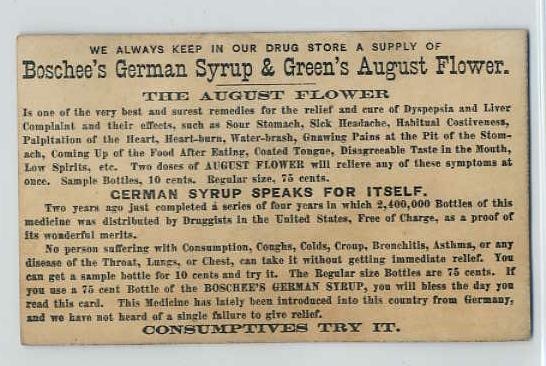 WE ALWAYS KEEP IN OUR DRUG STORE A SUPPLY OF
Boschee's German Syrup & Green's August Flower.
THE AUGUST FLOWER
Is one of the very best and surest remedies for the relief and cure of Dyspepsia and Liver
Complaint and their effects, such as Sour Stomach, Sick Headache, Habitual Costiveness,
Palpitation of the Heart, Heart-burn, Water-brash, Gnawing Pains at the Pit of the Stom-
ach, Coming Up of the Food After Eating, Coated Tongue, Disagreeable Taste in the Mouth,
Low Spirits, etc. Two doses of AUGUST FLOWER will relieve any of these symptoms at
once. Sample Bottles, 10 cents. Regular size, 75 cents.
GERMAN SYRUP SPEAKS FOR ITSELF.
Two years ago just completed a series of four years in which 2,400,000 Bottles of this
medicine was distributed by Druggists in the United States, Free of Charge, as a proof of
its wonderful merits.
No person suffering with Consumption, Coughs, Colds, Croup, Bronchitis, Asthma, or any
disease of the Throat, Lungs, or Chest, can take it without getting immediate relief. You
can get a sample bottle for 10 cents and try it. The Regular size Bottles are 75 cents. If
you use a 75 cent Bottle of the BOSCHEE'S GERMAN SYRUP, you will bless the day you
read this card. This Medicine has lately been introduced into this country from Germany,
and we have not heard of a single failure to give relief.
CONSUMPTIVES TRY IT.